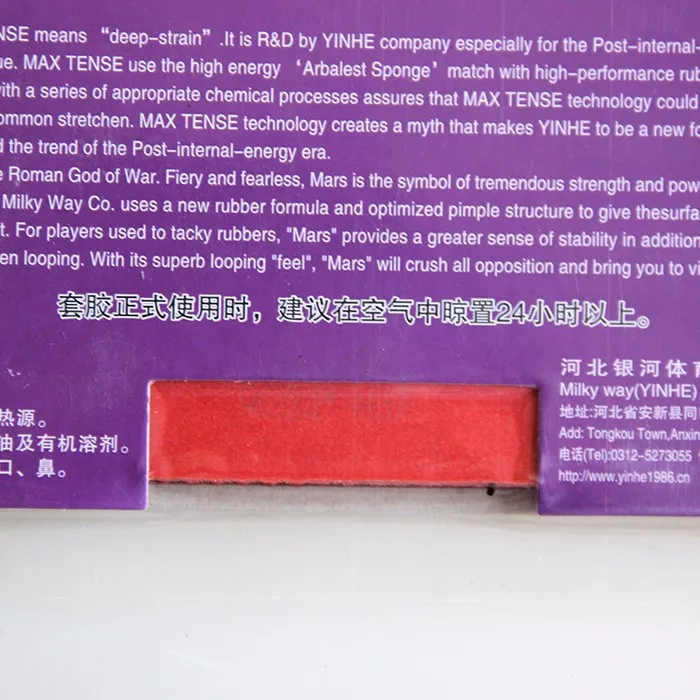 NSE means “deep-strain”.It is R&D by YINHE company especially for the Post-internal-
ue. MAX TENSE use the high energy ‘Arbalest Sponge’ match with high-performance rub
with a series of appropriate chemical processes assures that MAX TENSE technology could
ommon stretchen. MAX TENSE technology creates a myth that makes YINHE to be a new fo
d the trend of the Post-internal-energy era.
e Roman God of War. Fiery and fearless, Mars is the symbol of tremendous strength and pow
Milky Way Co. uses a new rubber formula and optimized pimple structure to give thesurfa
t. For players used to tacky rubbers, "Mars" provides a greater sense of stability in addition
en looping. With its superb looping "feel", "Mars" will crush all opposition and bring you to vi
套胶正式使用时，建议在空气中晾置24小时以上。
热源。
油及有机溶剂。
口、鼻。
河北银河体育
Milky way(YINHE)
地址:河北省安新县同
Add: Tongkou Town,Anxin
电话(Tel):0312-5273055
http://www.yinhe1986.cn